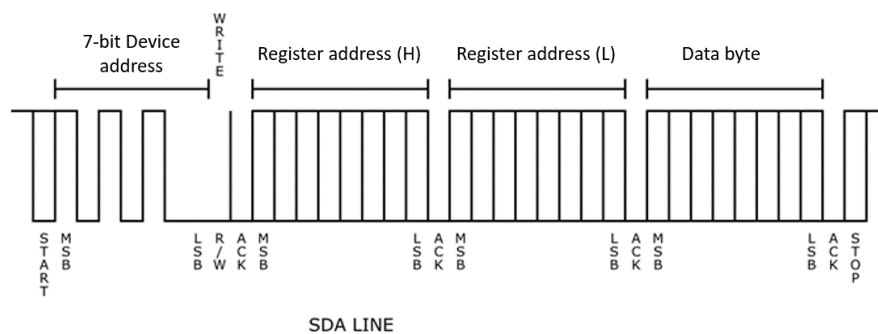 WRITE
7-bit Device
address
Register address (H)
Register address (L)
Data byte
START
MSB
LSB
R/W
ACK
MSB
LSB
ACK
MSB
LSB
ACK
MSB
LSB
ACK
STOP
SDA LINE